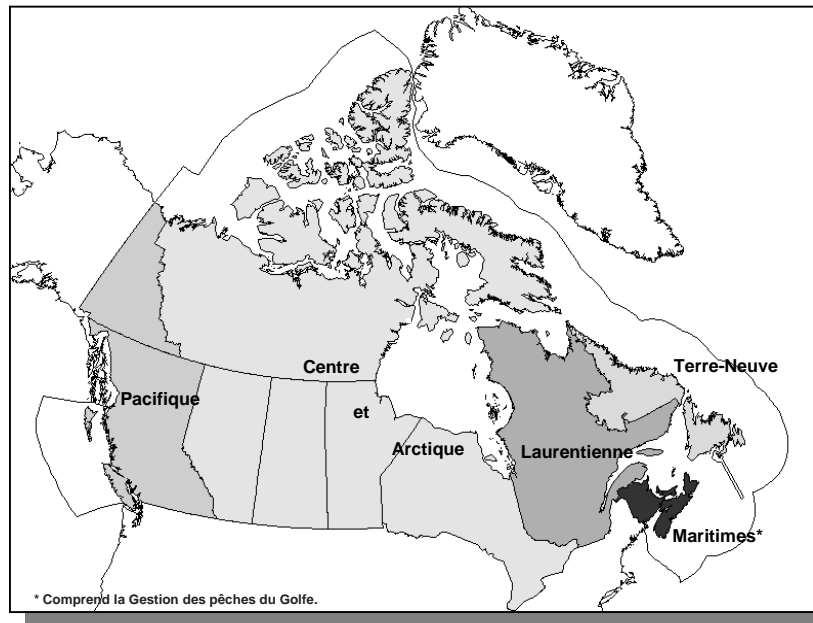 Terre-Neuve
Centre
Pacifique
et
Arctique
Laurentienne
Maritimes*
* Comprend la Gestion des pêches du Golfe.